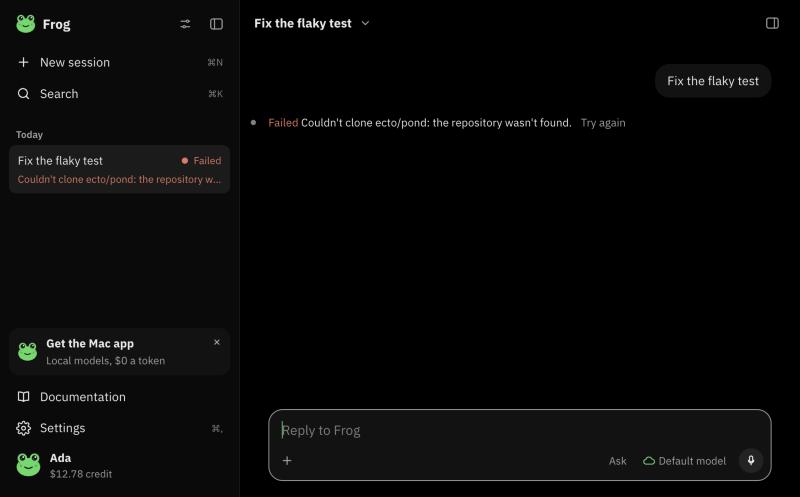 Frog
New session ⌘N
Search ⌘K
Today
Fix the flaky test Failed
Couldn't clone ecto/pond: the repository w...
Get the Mac app
Local models, $0 a token
Documentation
Settings ⌘,
Ada
$12.78 credit
Fix the flaky test
Fix the flaky test
Failed Couldn't clone ecto/pond: the repository wasn't found. Try again
Reply to Frog
Ask Default model